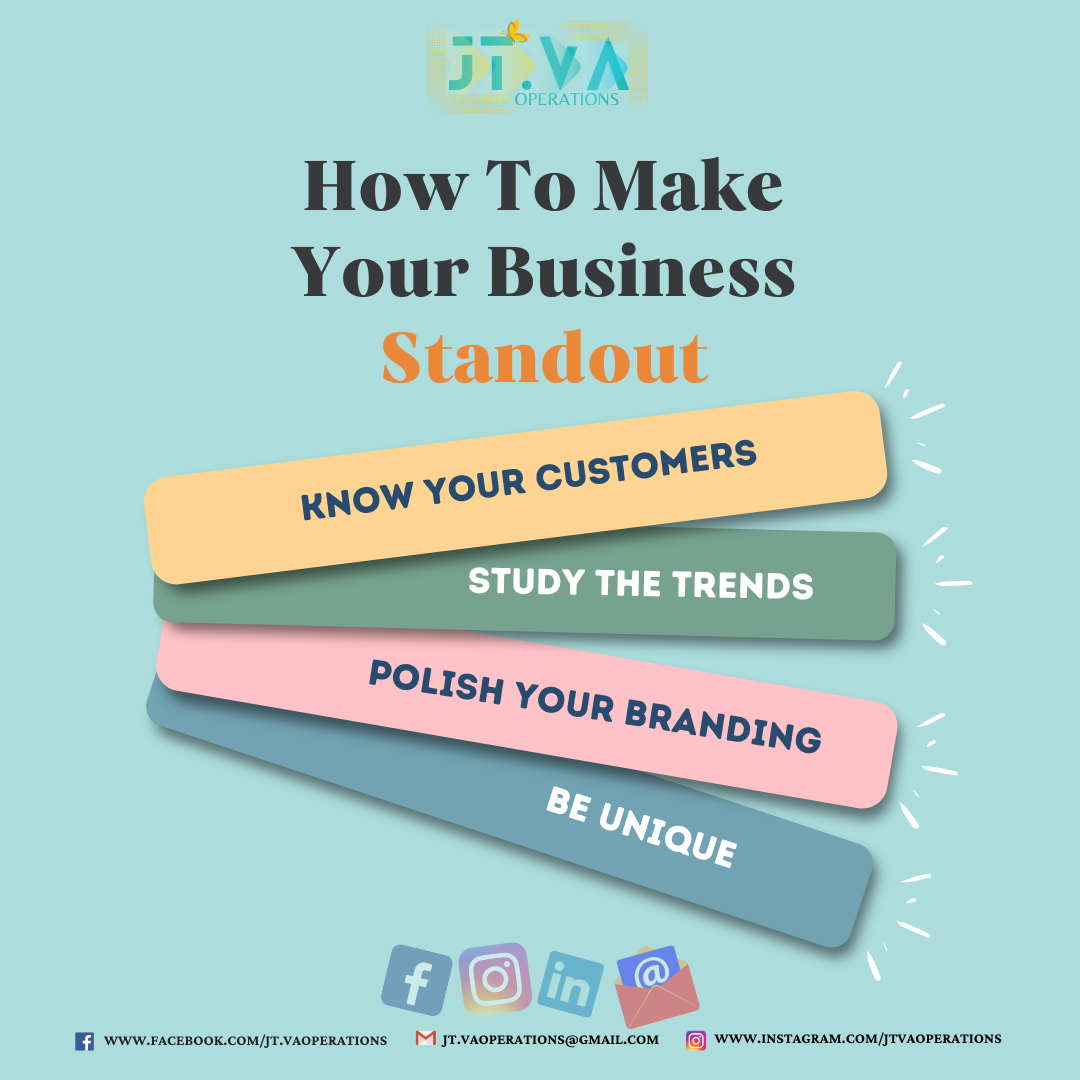 JT.VA
OPERATIONS
How To Make
Your Business
Standout
KNOW YOUR CUSTOMERS
STUDY THE TRENDS
POLISH YOUR BRANDING
BE UNIQUE
f
in
@
f WWW.FACEBOOK.COM/JT.VAOPERATIONS JT.VAOPERATIONS@GMAIL.COM WWW.INSTAGRAM.COM/JTVAOPERATIONS